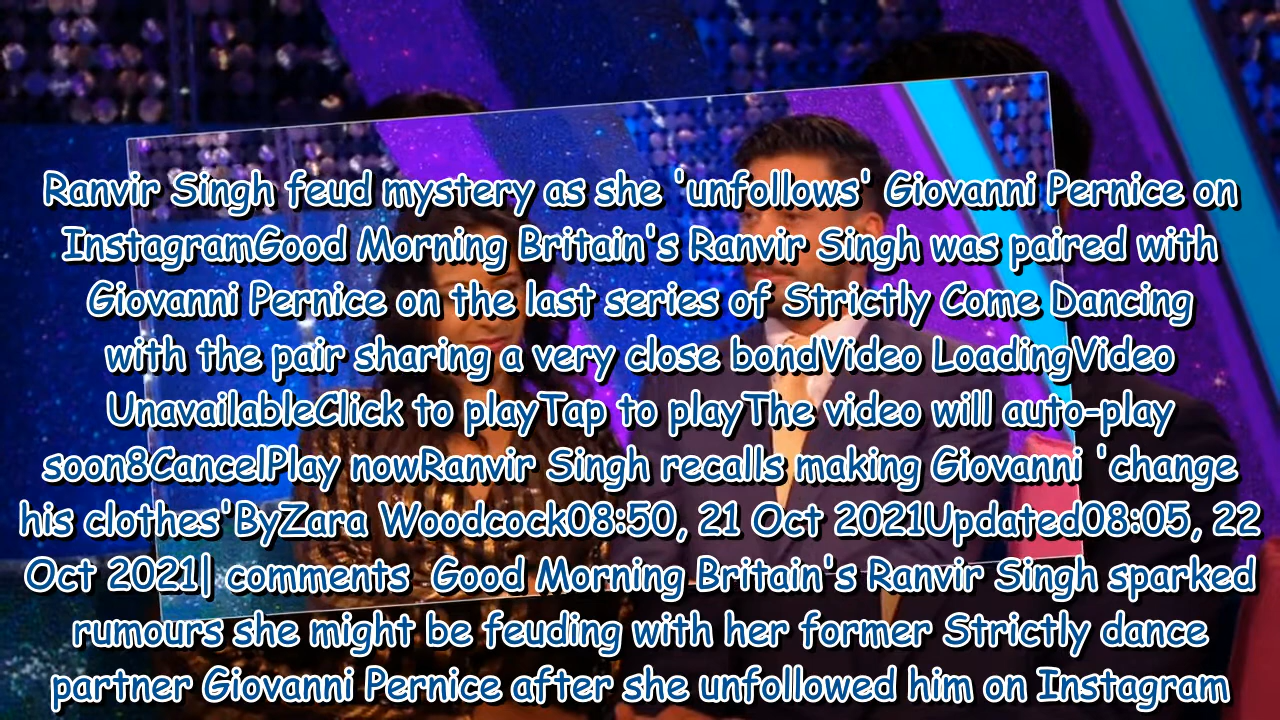 Ranvir Singh feud mystery as she 'unfollows' Giovanni Pernice on
InstagramGood Morning Britain's Ranvir Singh was paired with
Giovanni Pernice on the last series of Strictly Come Dancing
with the pair sharing a very close bondVideo LoadingVideo
UnavailableClick to playTap to playThe video will auto-play
soon8CancelPlay nowRanvir Singh recalls making Giovanni 'change
his clothes'ByZara Woodcock08:50, 21 Oct 2021Updated08:05, 22
Oct 2021| comments  Good Morning Britain's Ranvir Singh sparked
rumours she might be feuding with her former Strictly dance
partner Giovanni Pernice after she unfollowed him on Instagram